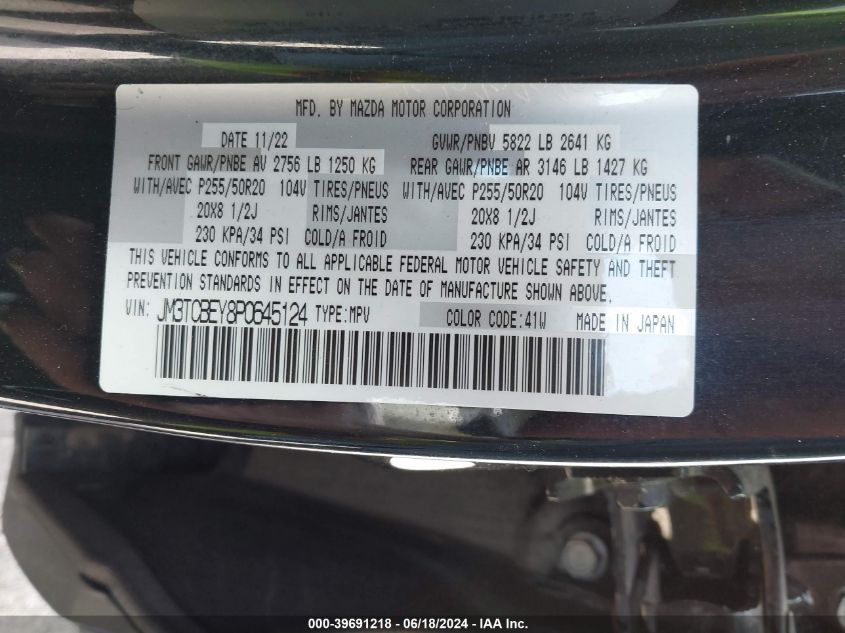 MFD. BY MAZDA MOTOR CORPORATION
DATE 11/22 GVWR/PNBV 5822 LB 2641 KG
FRONT GAWR/PNBE AV 2756 LB 1250 KG REAR GAWR/PNBE AR 3146 LB 1427 KG
WITH/AVEC P255/50R20 104V TIRES/PNEUS WITH/AVEC P255/50R20 104V TIRES/PNEUS
20X8 1/2J RIMS/JANTES 20X8 1/2J RIMS/JANTES
230 KPA/34 PSI COLD/A FROID 230 KPA/34 PSI COLD/A FROID
THIS VEHICLE CONFORMS TO ALL APPLICABLE FEDERAL MOTOR VEHICLE SAFETY AND THEFT
PREVENTION STANDARDS IN EFFECT ON THE DATE OF MANUFACTURE SHOWN ABOVE.
VIN: JM3TCBEY8P0645124 TYPE:MPV COLOR CODE:41W MADE IN JAPAN
000-39691218 - 06/18/2024 - IAA Inc.